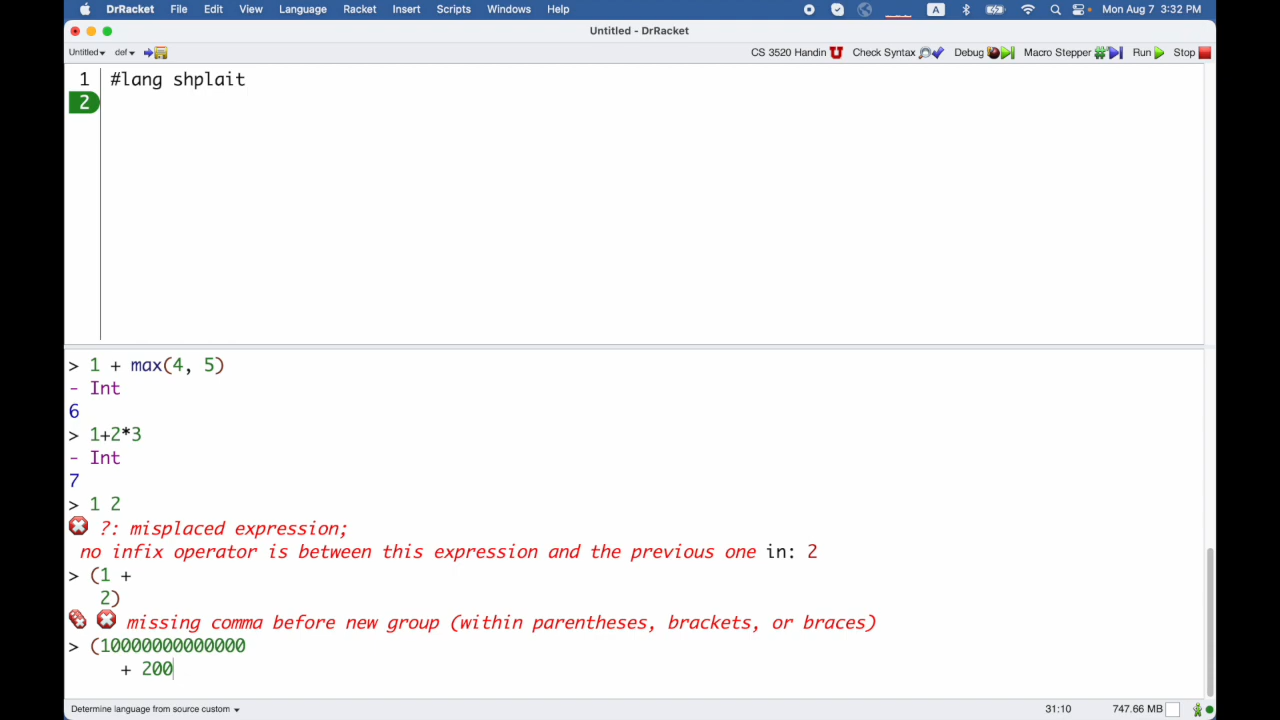 DrRacket File Edit View Language Racket Insert Scripts Windows Help A Mon Aug 7 3:32 PM
Untitled - DrRacket
Untitled def CS 3520 Handin Check Syntax Debug Macro Stepper Run Stop
1 #lang shplait
2
> 1 + max(4, 5)
- Int
6
> 1+2*3
- Int
7
> 1 2
?: misplaced expression;
no infix operator is between this expression and the previous one in: 2
> (1 +
2)
missing comma before new group (within parentheses, brackets, or braces)
> (10000000000000
+ 200
Determine language from source custom 31:10 747.66 MB